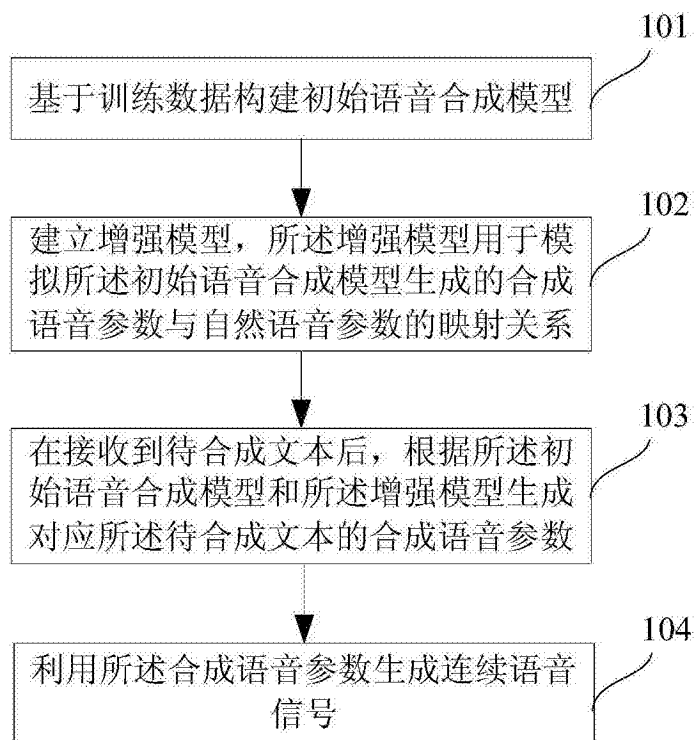 101
基于训练数据构建初始语音合成模型
102
建立增强模型，所述增强模型用于模
拟所述初始语音合成模型生成的合成
语音参数与自然语音参数的映射关系
103
在接收到待合成文本后，根据所述初
始语音合成模型和所述增强模型生成
对应所述待合成文本的合成语音参数
104
利用所述合成语音参数生成连续语音
信号